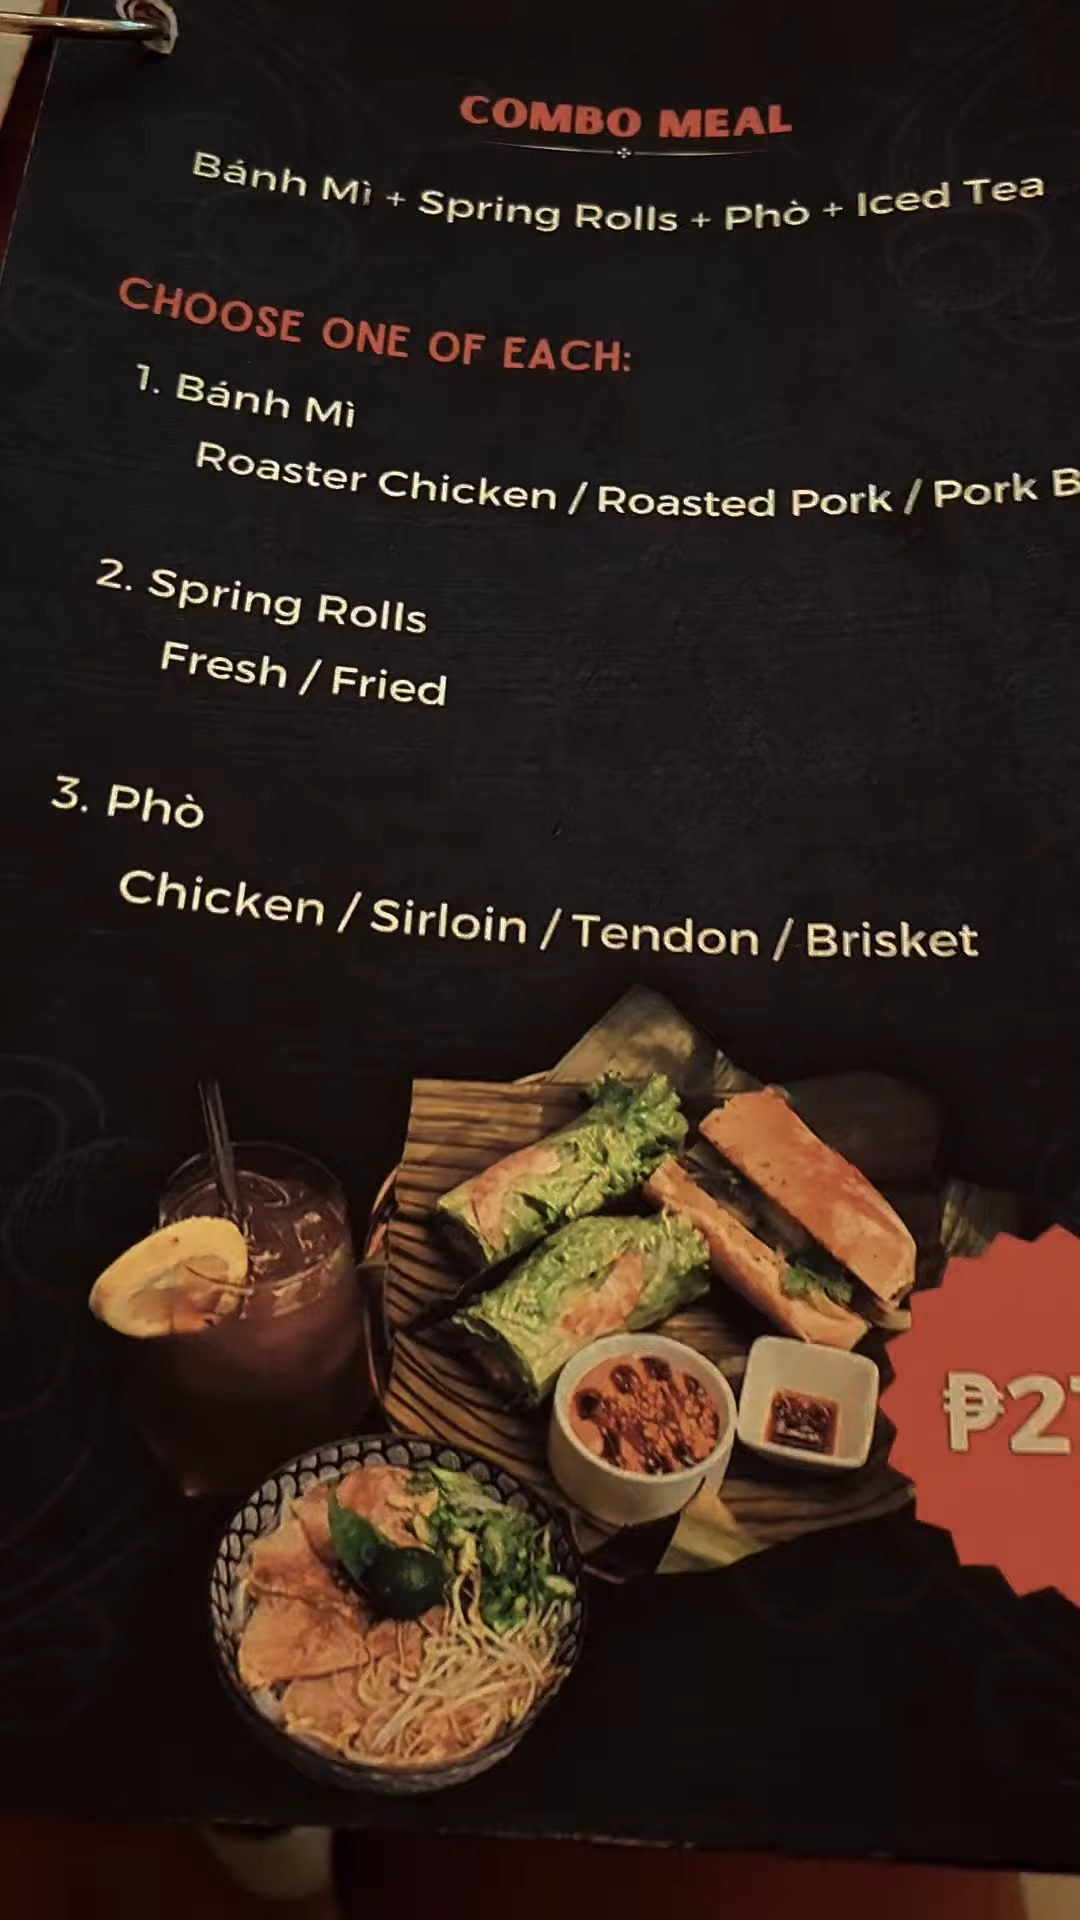 COMBO MEAL
Bánh Mì + Spring Rolls + Phò + Iced Tea
CHOOSE ONE OF EACH:
1. Bánh Mì
Roaster Chicken / Roasted Pork / Pork
2. Spring Rolls
Fresh / Fried
3. Phò
Chicken / Sirloin / Tendon / Brisket